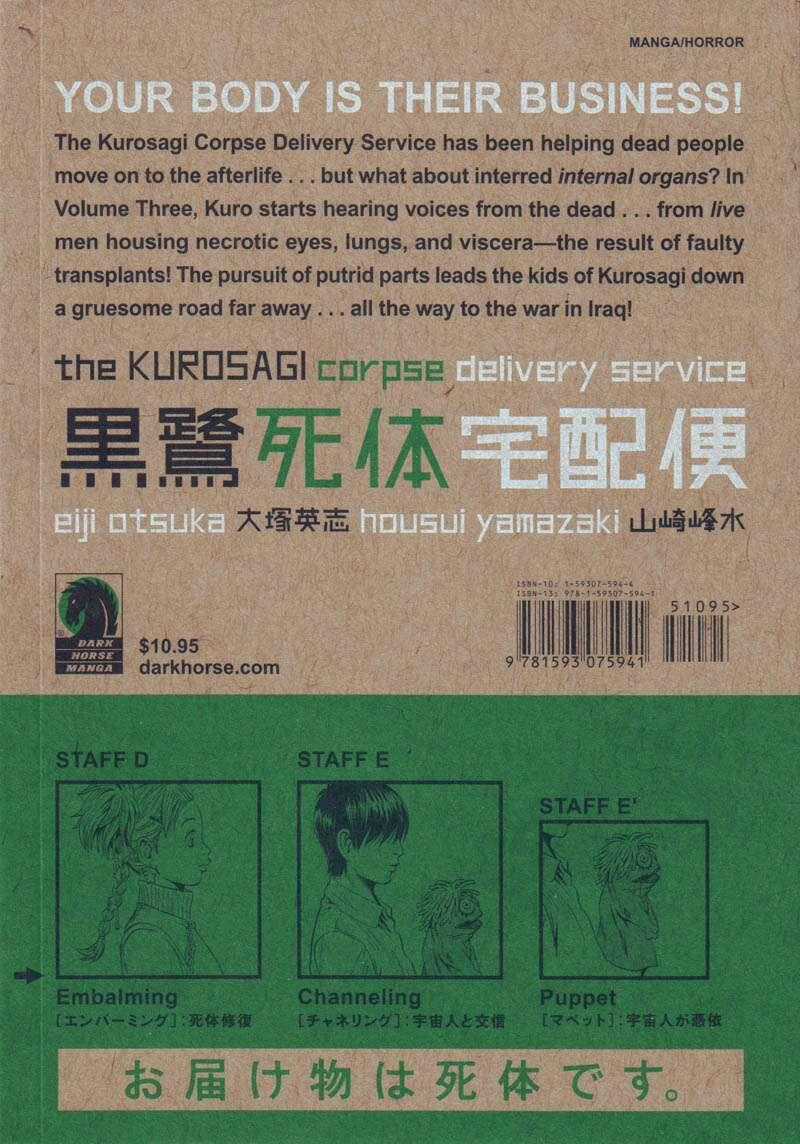 MANGA/HORROR
YOUR BODY IS THEIR BUSINESS!
The Kurosagi Corpse Delivery Service has been helping dead people
move on to the afterlife . . . but what about interred internal organs? In
Volume Three, Kuro starts hearing voices from the dead . . . from live
men housing necrotic eyes, lungs, and viscera—the result of faulty
transplants! The pursuit of putrid parts leads the kids of Kurosagi down
a gruesome road far away . . . all the way to the war in Iraq!
the KUROSAGI corpse delivery service
黒鷺死体宅配便
eiji otsuka 大塚英志 housui yamazaki 山崎峰水
DARK
HORSE
MANGA
$10.95
darkhorse.com
ISBN-10: 1-59307-594-4
ISBN-13: 978-1-59307-594-1
51095>
9 781593 075941
STAFF D
STAFF E
STAFF E'
Embalming
[エンバーミング]:死体修復
Channeling
[チャネリング]:宇宙人と交信
Puppet
[マペット]:宇宙人が憑依
お届け物は死体です。